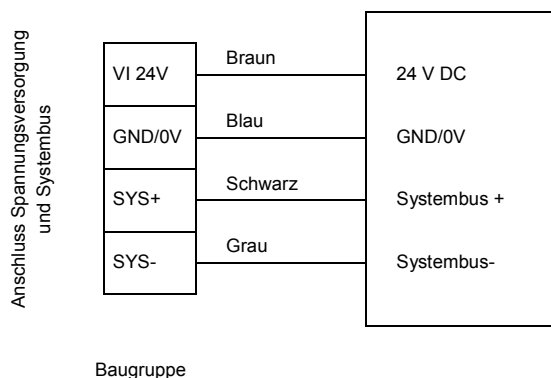 Anschluss Spannungsversorgung
und Systembus
VI 24V
Braun
24 V DC
GND/0V
Blau
GND/0V
SYS+
Schwarz
Systembus +
SYS-
Grau
Systembus-
Baugruppe